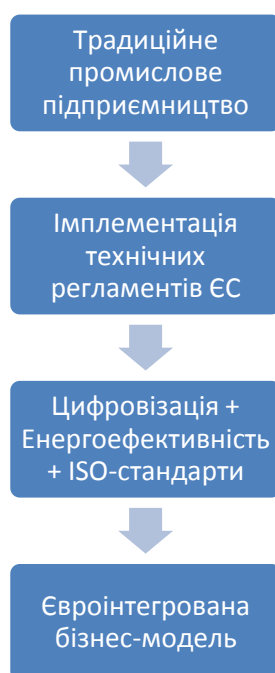 Традиційне
промислове
підприємництво
Імплементація
технічних
регламентів ЄС
Цифровізація +
Енергоефективність
+ ISO-стандарти
Євроінтегрована
бізнес-модель